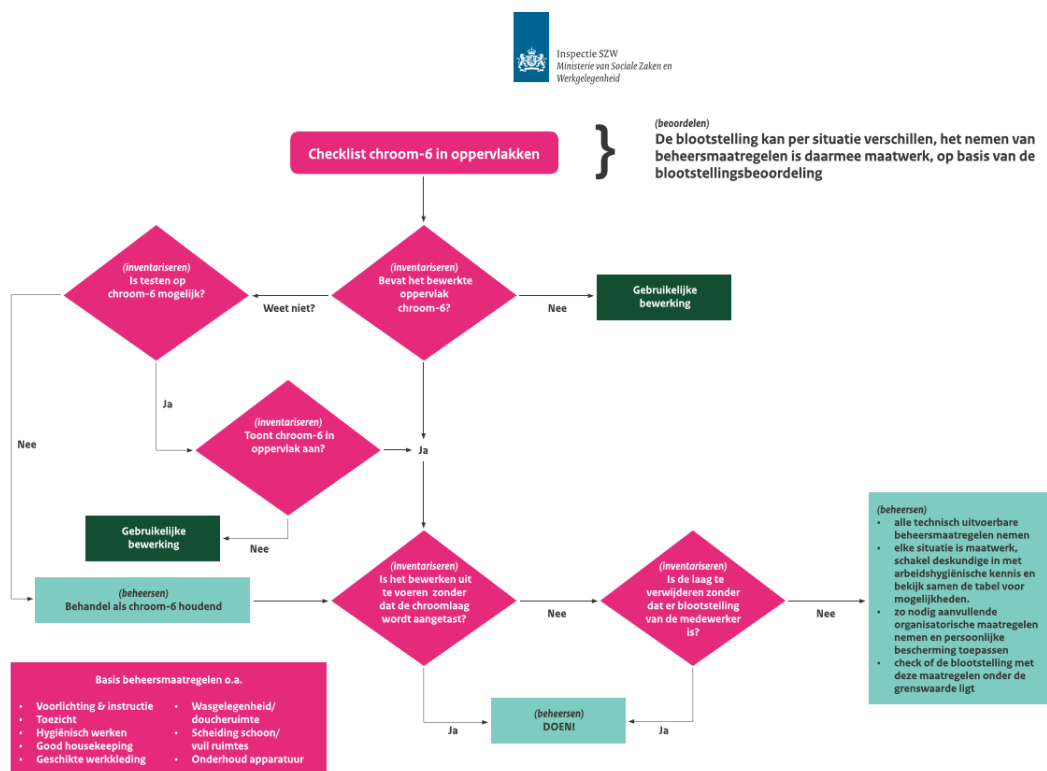 Inspectie SZW
Ministerie van Sociale Zaken en
Werkgelegenheid
Checklist chroom-6 in oppervlakken
}
(beoordelen)
De blootstelling kan per situatie verschillen, het nemen van
beheersmaatregelen is daarmee maatwerk, op basis van de
blootstellingsbeoordeling
(inventariseren)
Is testen op
chroom-6 mogelijk?
Weet niet?
(inventariseren)
Bevat het bewerkte
oppervlak
chroom-6?
Nee
Gebruikelijke
bewerking
Ja
Nee
(inventariseren)
Toont chroom-6 in
oppervlak aan?
Ja
Gebruikelijke
bewerking
Nee
(beheersen)
Behandel als chroom-6 houdend
(inventariseren)
Is het bewerken uit
te voeren zonder
dat de chroomlaag
wordt aangetast?
Nee
(inventariseren)
Is de laag te
verwijderen zonder
dat er blootstelling
van de medewerker
is?
Nee
(beheersen)
• alle technisch uitvoerbare
beheersmaatregelen nemen
• elke situatie is maatwerk,
schakel deskundige in met
arbeidshygiënische kennis en
bekijk samen de tabel voor
mogelijkheden.
• zo nodig aanvullende
organisatorische maatregelen
nemen en persoonlijke
bescherming toepassen
• check of de blootstelling met
deze maatregelen onder de
grenswaarde ligt
Ja
(beheersen)
DOEN!
Ja
Basis beheersmaatregelen o.a.
• Voorlichting & instructie
• Toezicht
• Hygiënisch werken
• Good housekeeping
• Geschikte werkkleding
• Wasgelegenheid/
doucheruimte
• Scheiding schoon/
vuil ruimtes
• Onderhoud apparatuur